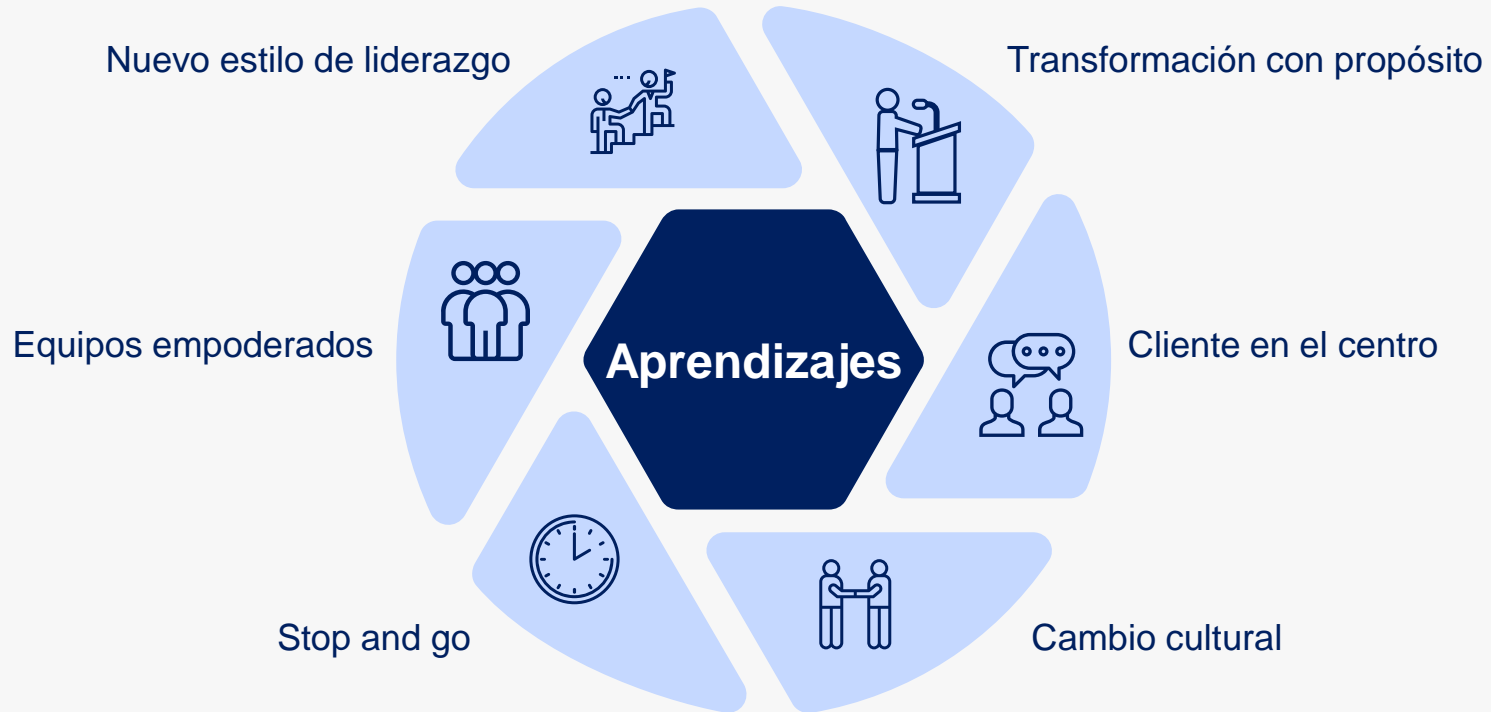 Nuevo estilo de liderazgo
Transformación con propósito
Equipos empoderados
Aprendizajes
Cliente en el centro
Stop and go
Cambio cultural